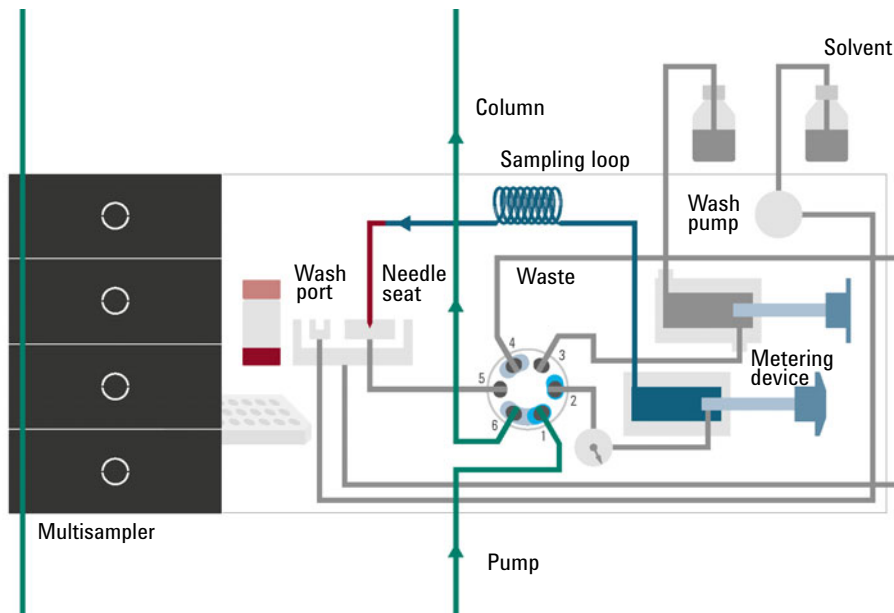 Solvent
Column
Sampling loop
Wash
pump
Wash
port
Needle
seat
Waste
4
3
Metering
device
5
2
6
1
Multisampler
Pump